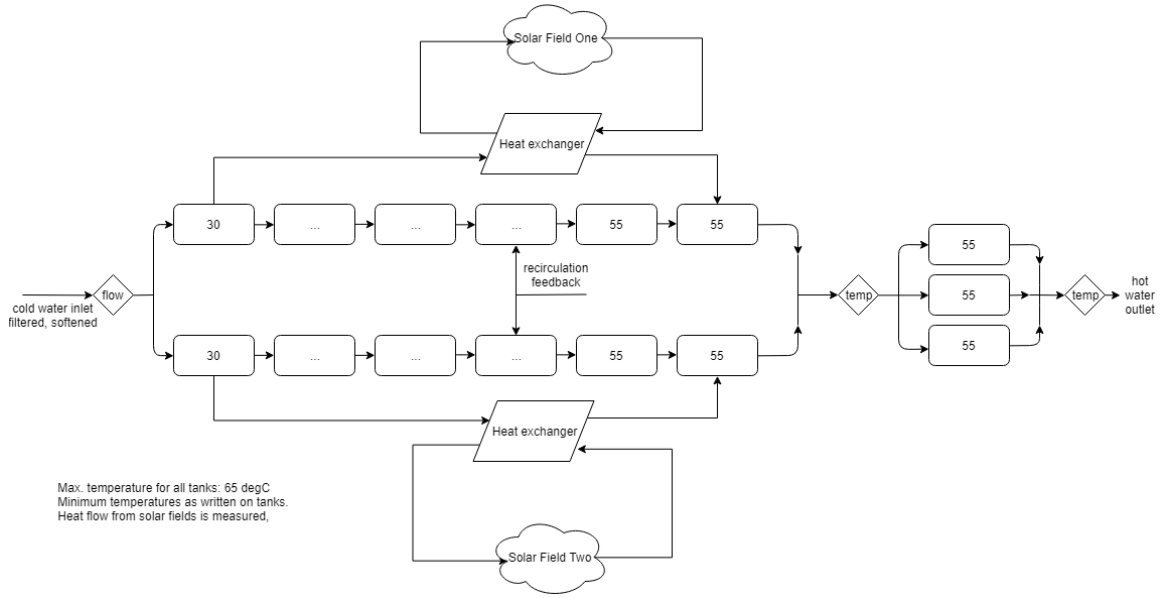 Solar Field One
Heat exchanger
30
...
...
...
55
55
recirculation
feedback
flow
cold water inlet
filtered, softened
30
...
...
...
55
55
temp
55
55
55
temp
hot
water
outlet
Heat exchanger
Solar Field Two
Max. temperature for all tanks: 65 degC
Minimum temperatures as written on tanks.
Heat flow from solar fields is measured,